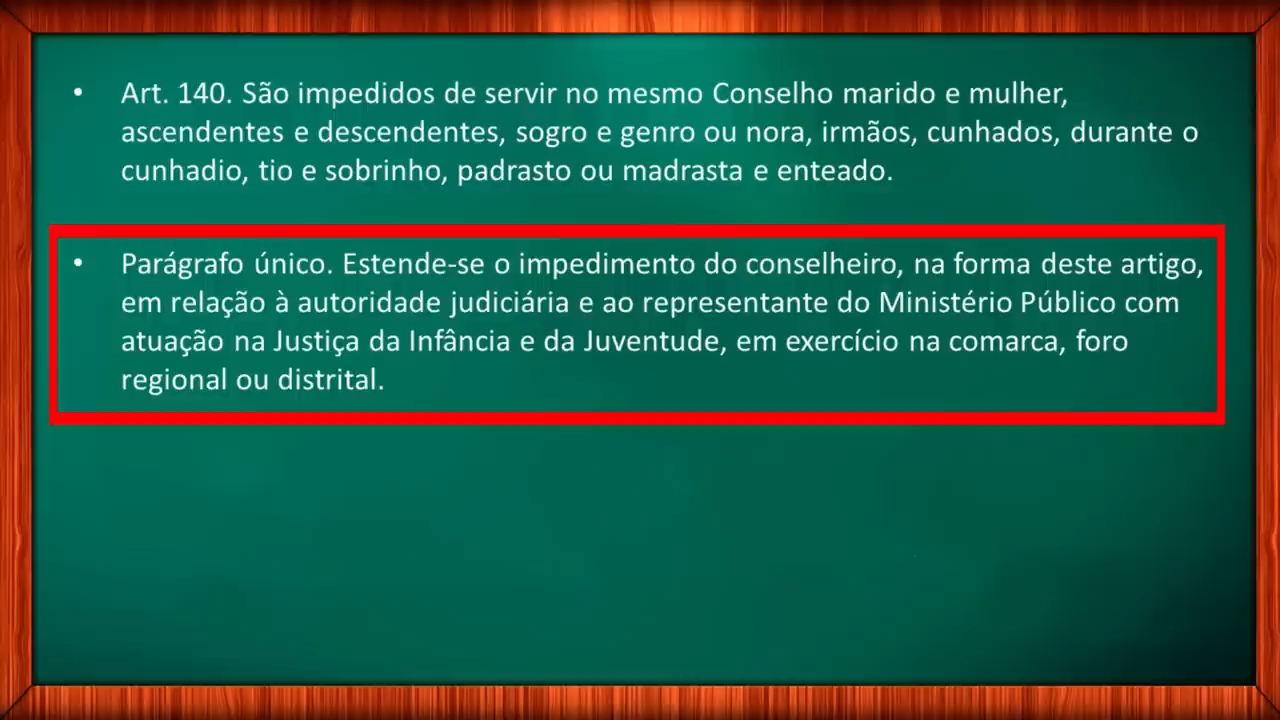 • Art. 140. São impedidos de servir no mesmo Conselho marido e mulher,
ascendentes e descendentes, sogro e genro ou nora, irmãos, cunhados, durante o
cunhadio, tio e sobrinho, padrasto ou madrasta e enteado.
• Parágrafo único. Estende-se o impedimento do conselheiro, na forma deste artigo,
em relação à autoridade judiciária e ao representante do Ministério Público com
atuação na Justiça da Infância e da Juventude, em exercício na comarca, foro
regional ou distrital.